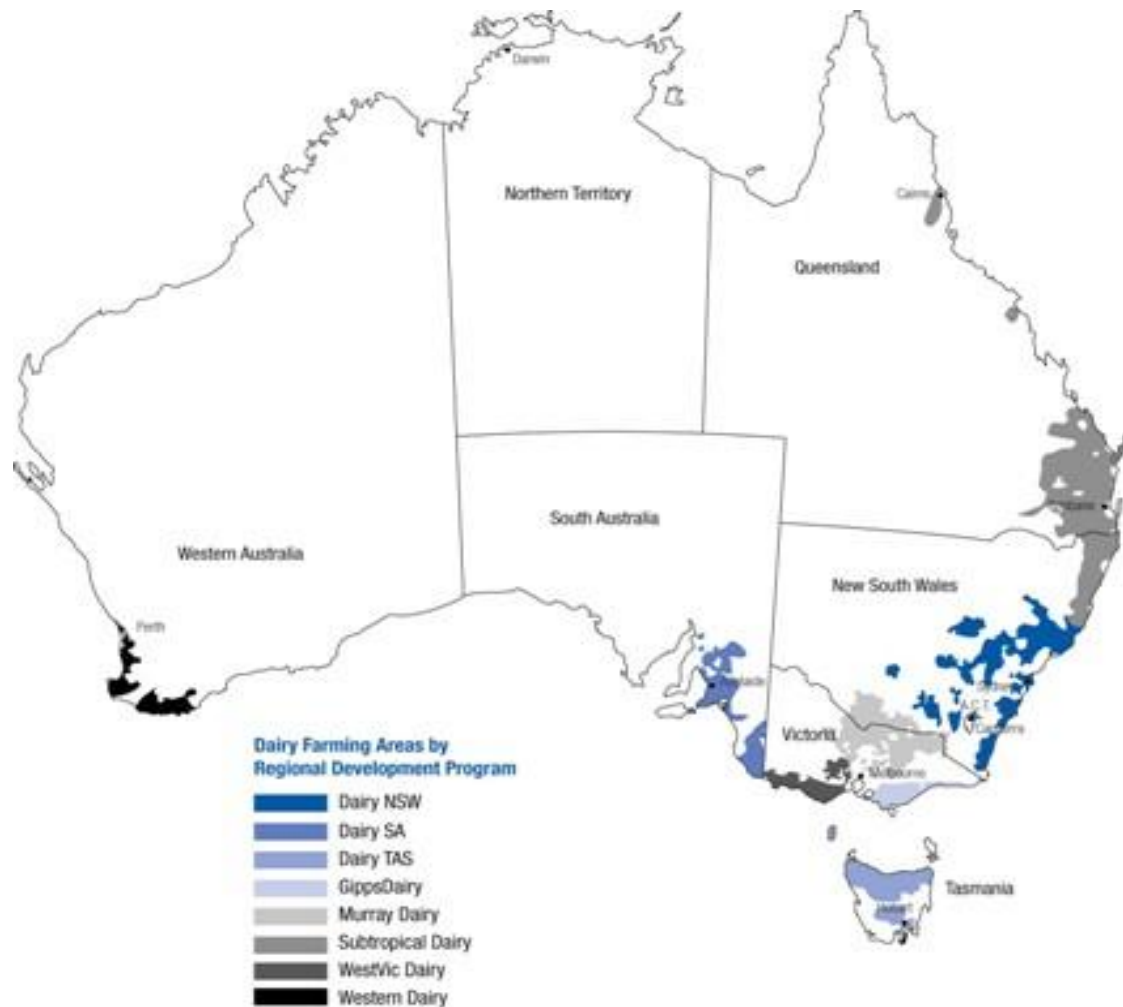 Darwin
Northern Territory
Cairns
Queensland
South Australia
Western Australia
New South Wales
Perth
Sydney
A.C.T.
Canberra
Victoria
Melbourne
Tasmania
Dairy Farming Areas by
Regional Development Program
Dairy NSW
Dairy SA
Dairy TAS
GippsDairy
Murray Dairy
Subtropical Dairy
WestVic Dairy
Western Dairy